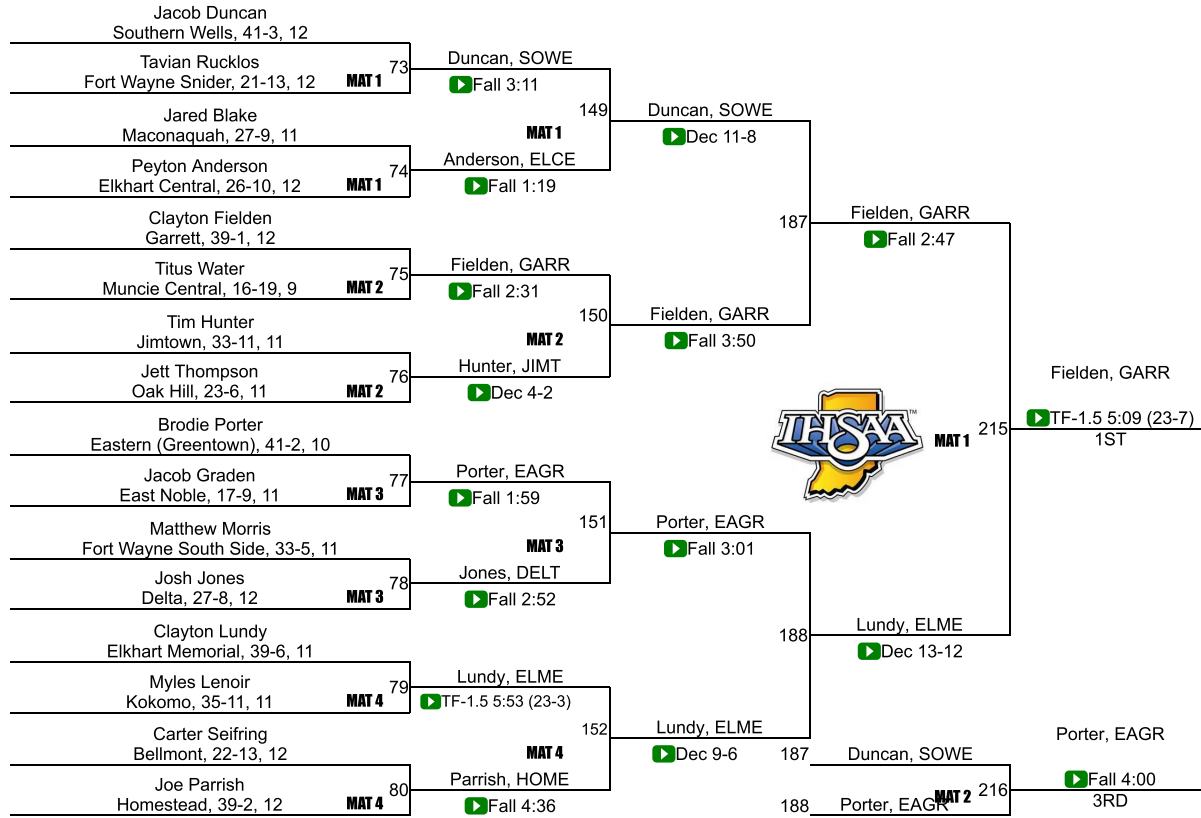 Jacob Duncan
Southern Wells, 41-3, 12
Tavian Rucklos
Fort Wayne Snider, 21-13, 12
MAT 1
73
Duncan, SOWE
Fall 3:11
Jared Blake
Maconaquah, 27-9, 11
Peyton Anderson
Elkhart Central, 26-10, 12
MAT 1
74
Anderson, ELCE
Fall 1:19
149
MAT 1
Duncan, SOWE
Dec 11-8
Clayton Fielden
Garrett, 39-1, 12
Titus Water
Muncie Central, 16-19, 9
MAT 2
75
Fielden, GARR
Fall 2:31
Tim Hunter
Jimtown, 33-11, 11
Jett Thompson
Oak Hill, 23-6, 11
MAT 2
76
Hunter, JIMT
Dec 4-2
150
MAT 2
Fielden, GARR
Fall 3:50
187
Fielden, GARR
Fall 2:47
Brodie Porter
Eastern (Greentown), 41-2, 10
Jacob Graden
East Noble, 17-9, 11
MAT 3
77
Porter, EAGR
Fall 1:59
Matthew Morris
Fort Wayne South Side, 33-5, 11
Josh Jones
Delta, 27-8, 12
MAT 3
78
Jones, DELT
Fall 2:52
151
MAT 3
Porter, EAGR
Fall 3:01
Clayton Lundy
Elkhart Memorial, 39-6, 11
Myles Lenoir
Kokomo, 35-11, 11
MAT 4
79
Lundy, ELME
TF-1.5 5:53 (23-3)
Carter Seifring
Bellmont, 22-13, 12
Joe Parrish
Homestead, 39-2, 12
MAT 4
80
Parrish, HOME
Fall 4:36
152
MAT 4
Lundy, ELME
Dec 9-6
188
Lundy, ELME
Dec 13-12
IHSAA™
MAT 1
215
Fielden, GARR
TF-1.5 5:09 (23-7)
1ST
187
Duncan, SOWE
188
Porter, EAGR
MAT 2
216
Porter, EAGR
Fall 4:00
3RD